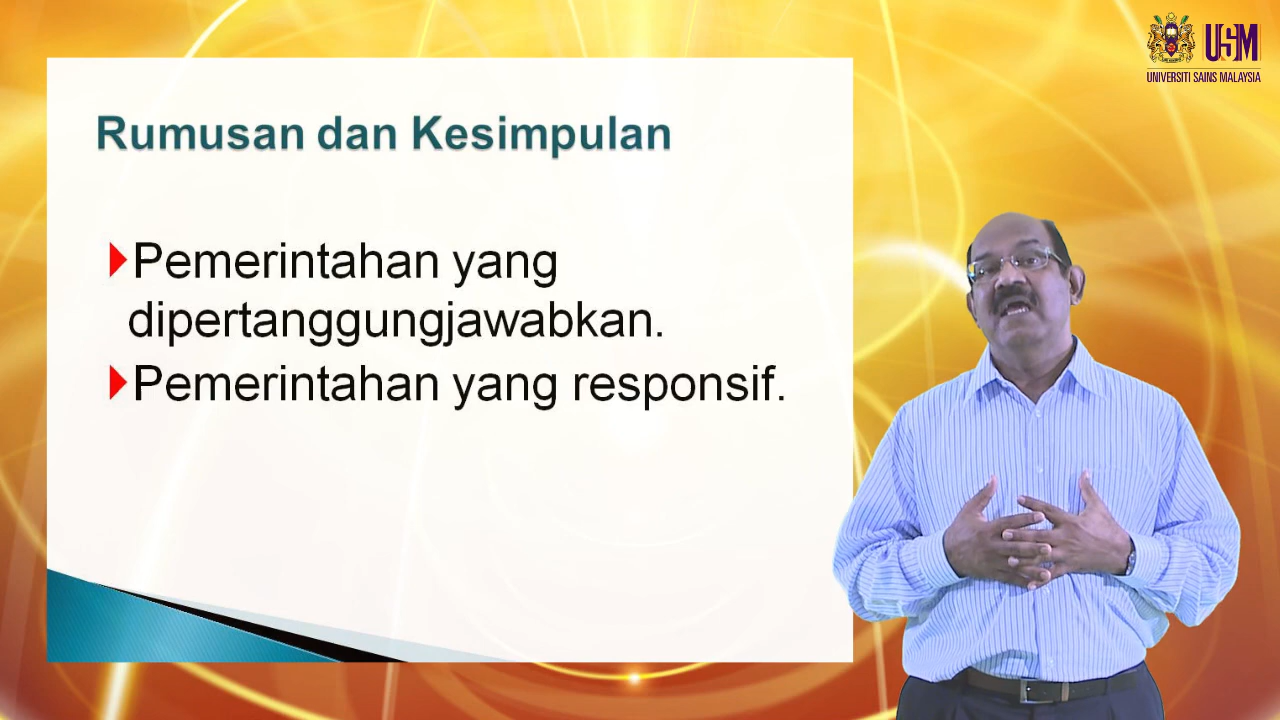 USM
UNIVERSITI SAINS MALAYSIA
Rumusan dan Kesimpulan
Pemerintahan yang
dipertanggungjawabkan.
Pemerintahan yang responsif.